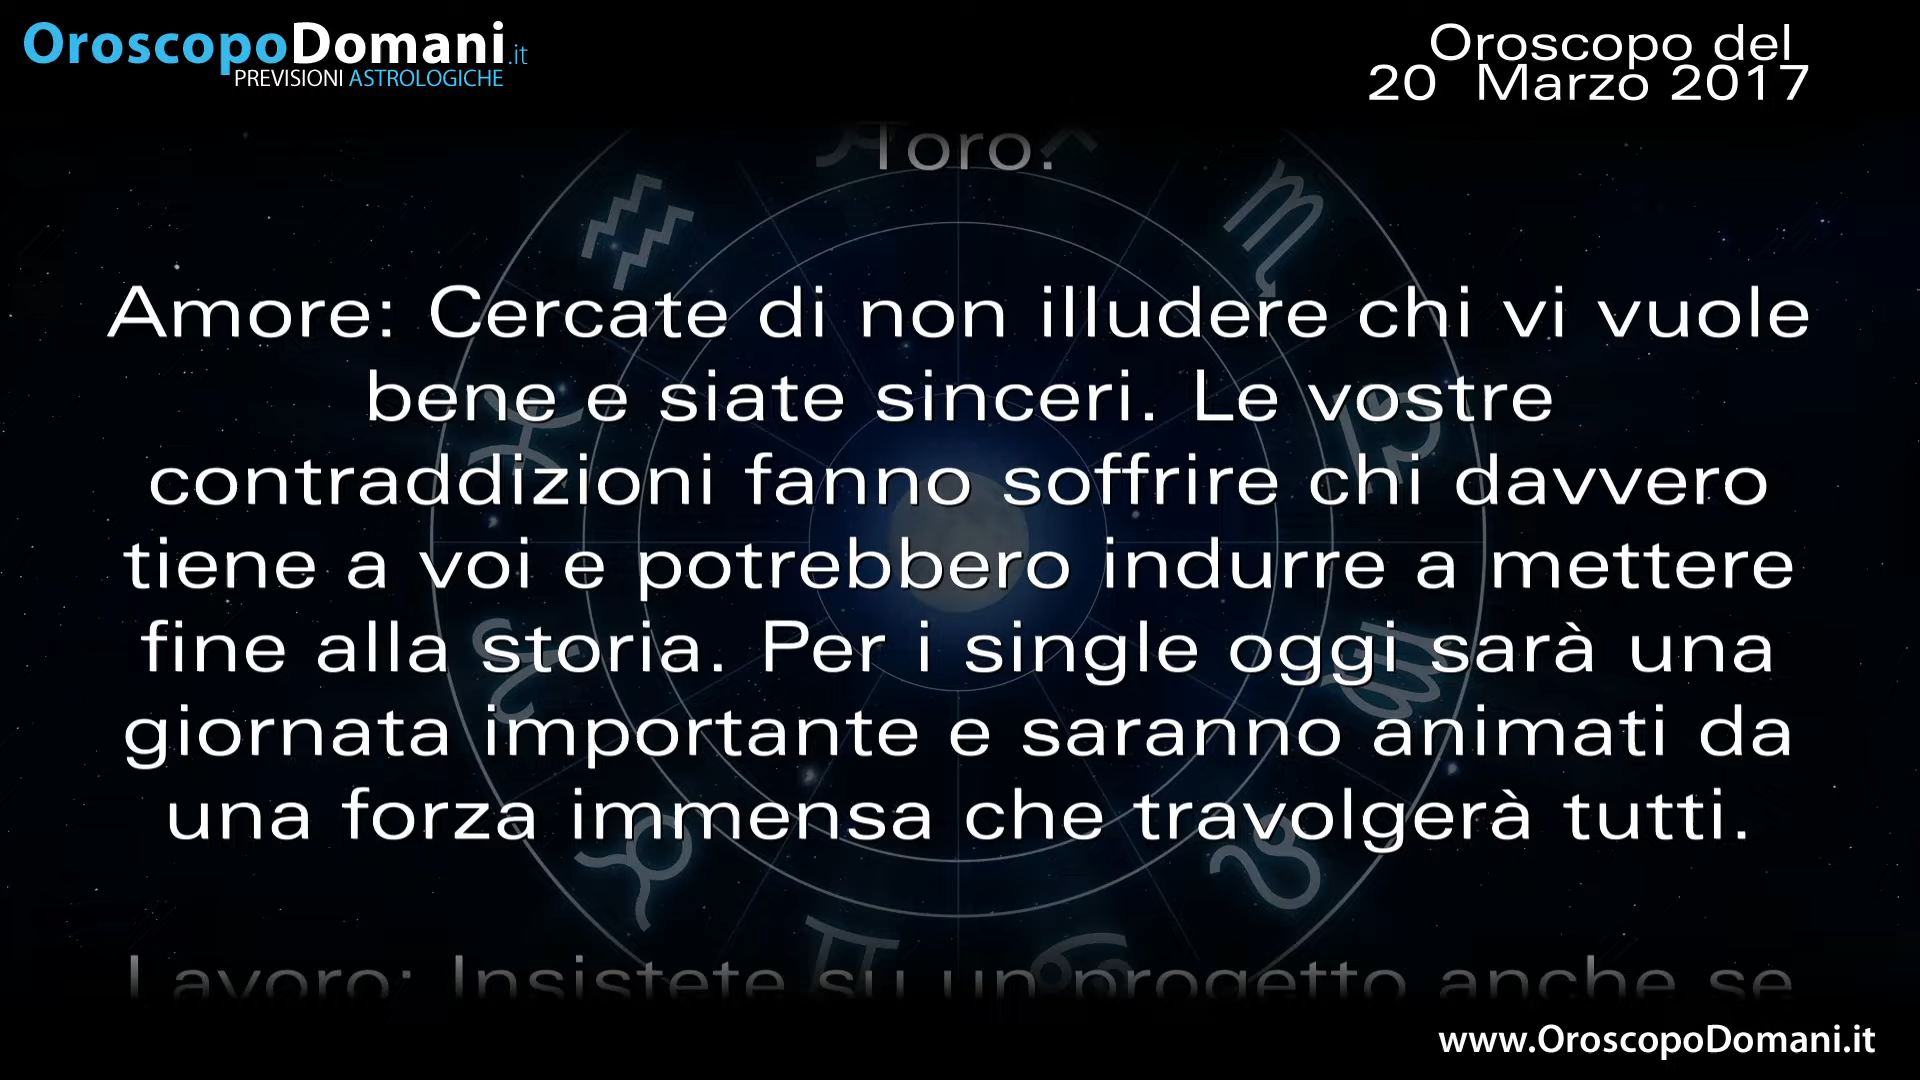 OroscopoDomani.it
PREVISIONI ASTROLOGICHE
Oroscopo del
20 Marzo 2017
Toro:
Amore: Cercate di non illudere chi vi vuole
bene e siate sinceri. Le vostre
contraddizioni fanno soffrire chi davvero
tiene a voi e potrebbero indurre a mettere
fine alla storia. Per i single oggi sarà una
giornata importante e saranno animati da
una forza immensa che travolgerà tutti.
Lavoro: Insistete su un progetto anche se
www.OroscopoDomani.it